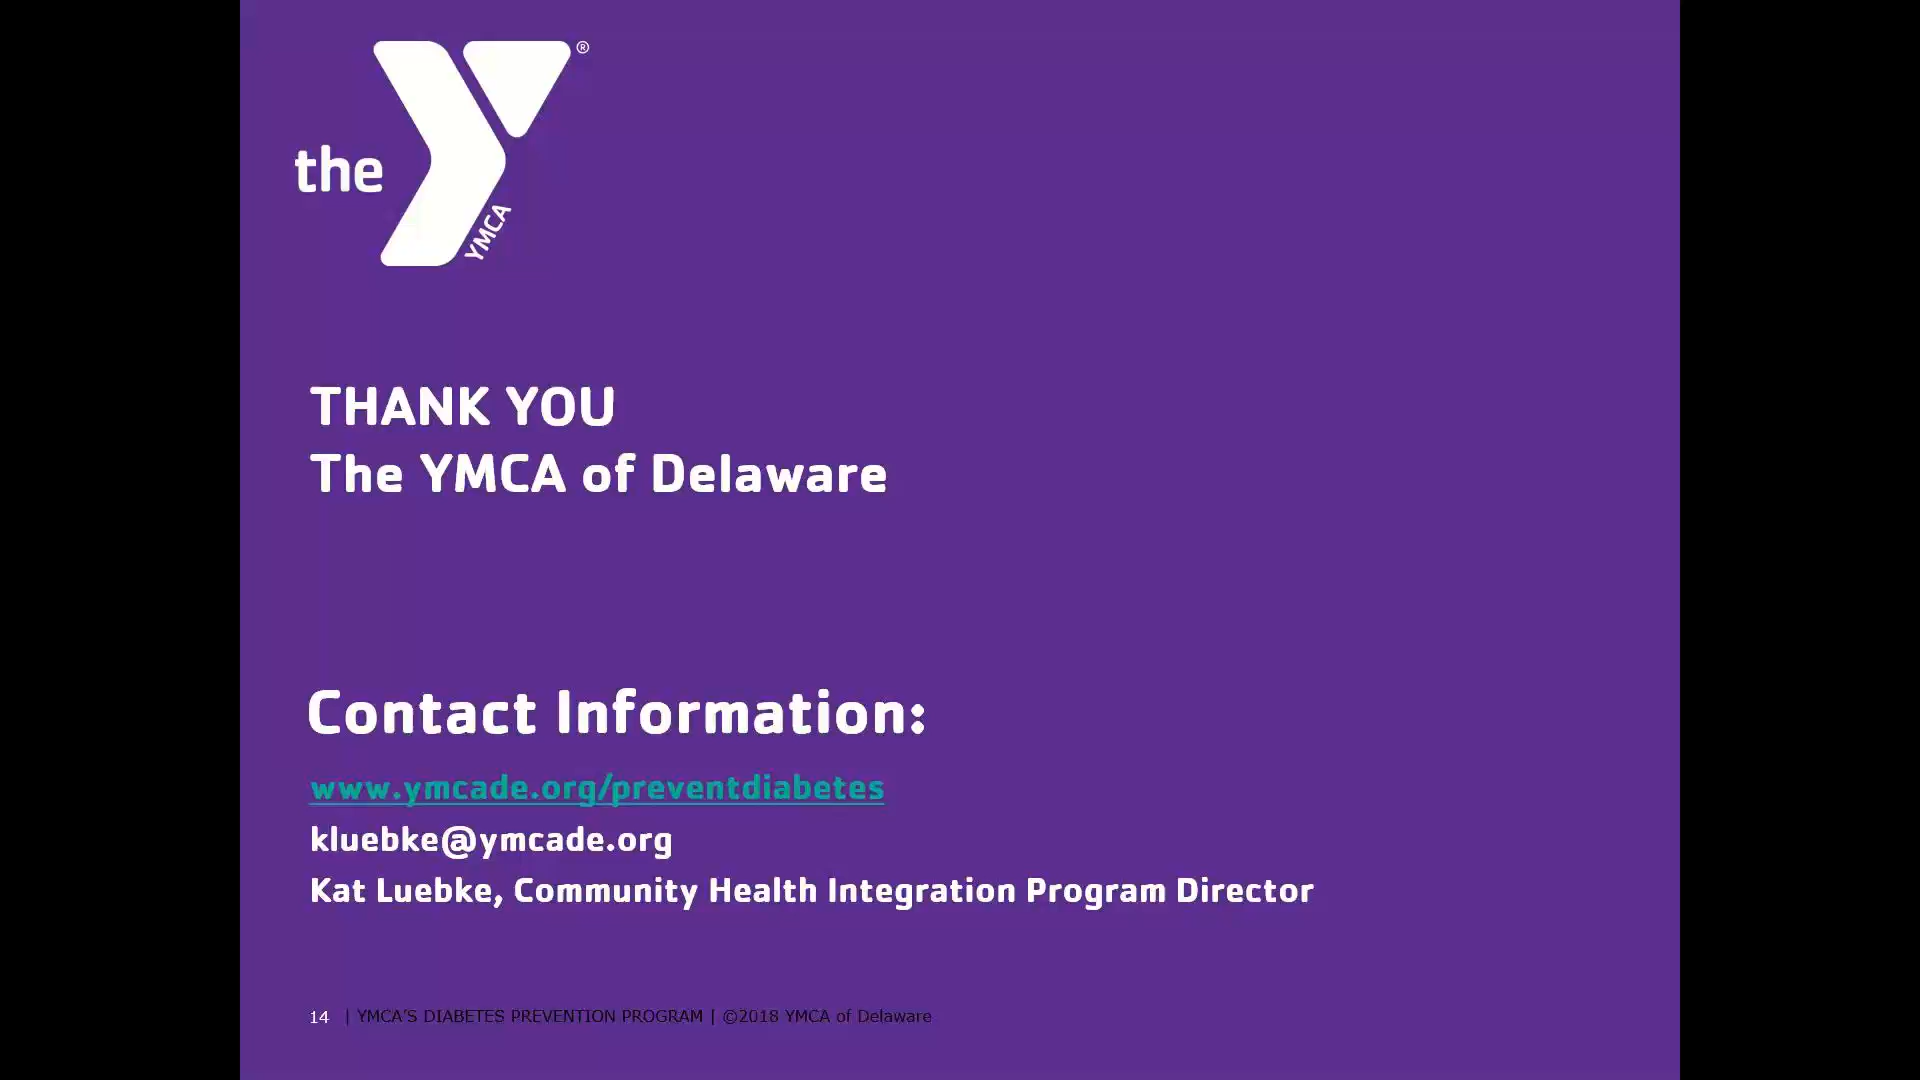 the
YMCA
®
THANK YOU
The YMCA of Delaware
Contact Information:
www.ymcade.org/preventdiabetes
kluebke@ymcade.org
Kat Luebke, Community Health Integration Program Director
14 | YMCA’S DIABETES PREVENTION PROGRAM | ©2018 YMCA of Delaware